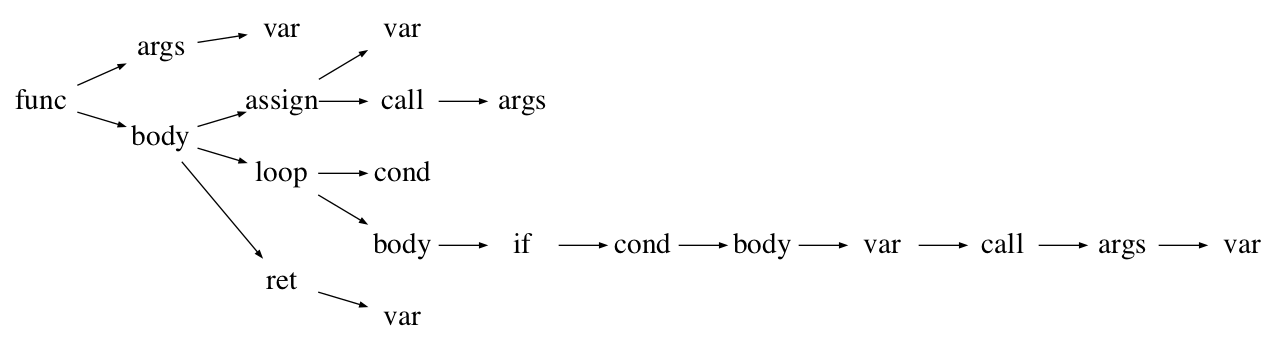 var var
args
func assign call args
body
loop cond
body if cond body var call args var
ret
var